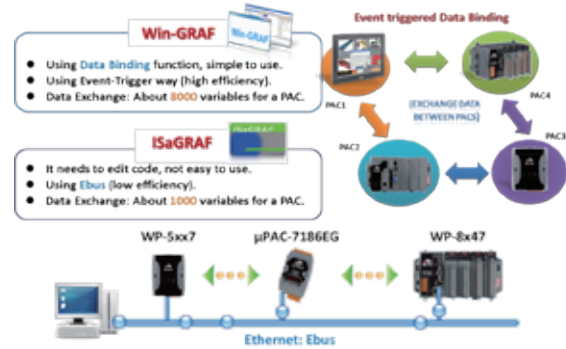 Win-GRAF
Win-GRAF
● Using Data Binding function, simple to use.
● Using Event-Trigger way (high efficiency).
● Data Exchange: About 8000 variables for a PAC.
ISaGRAF
ISaGRAF
● It needs to edit code, not easy to use.
● Using Ebus (low efficiency).
● Data Exchange: About 1000 variables for a PAC.
Event triggered Data Binding
PAC1
PAC4
(EXCHANGE DATA
BETWEEN PACS)
PAC2
PAC3
WP-5xx7
μPAC-7186EG
WP-8x47
Ethernet: Ebus